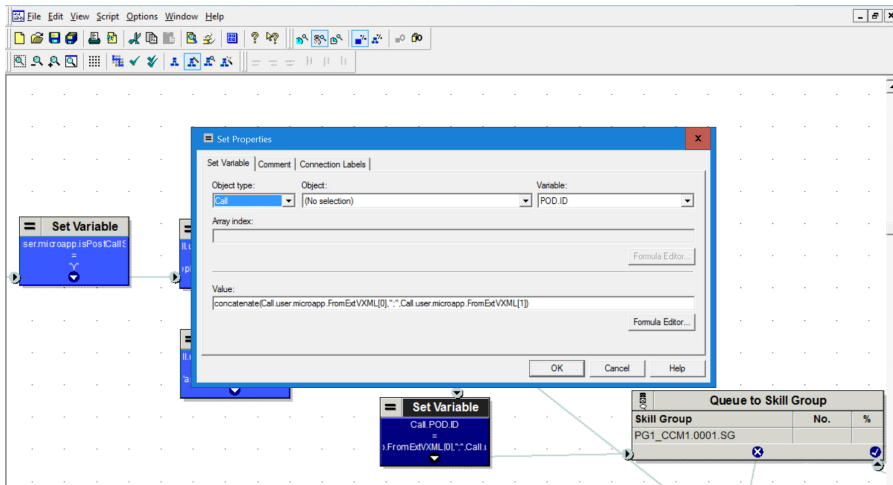 File Edit View Script Options Window Help
Set Properties
Set Variable Comment Connection Labels
Object type: Object: Variable:
Call (No selection) POD.ID
Array index:
Formula Editor...
Value:
concatenate(Call.user.microapp.FromExtVXML[0],";",Call.user.microapp.FromExtVXML[1])
Formula Editor...
OK Cancel Help
Set Variable
ser.microapp.isPostCallS
=
"y"
Set Variable
Call.POD.ID
=
.FromExtVXML[0],";",Call.
Queue to Skill Group
Skill Group No. %
PG1_CCM1.0001.SG